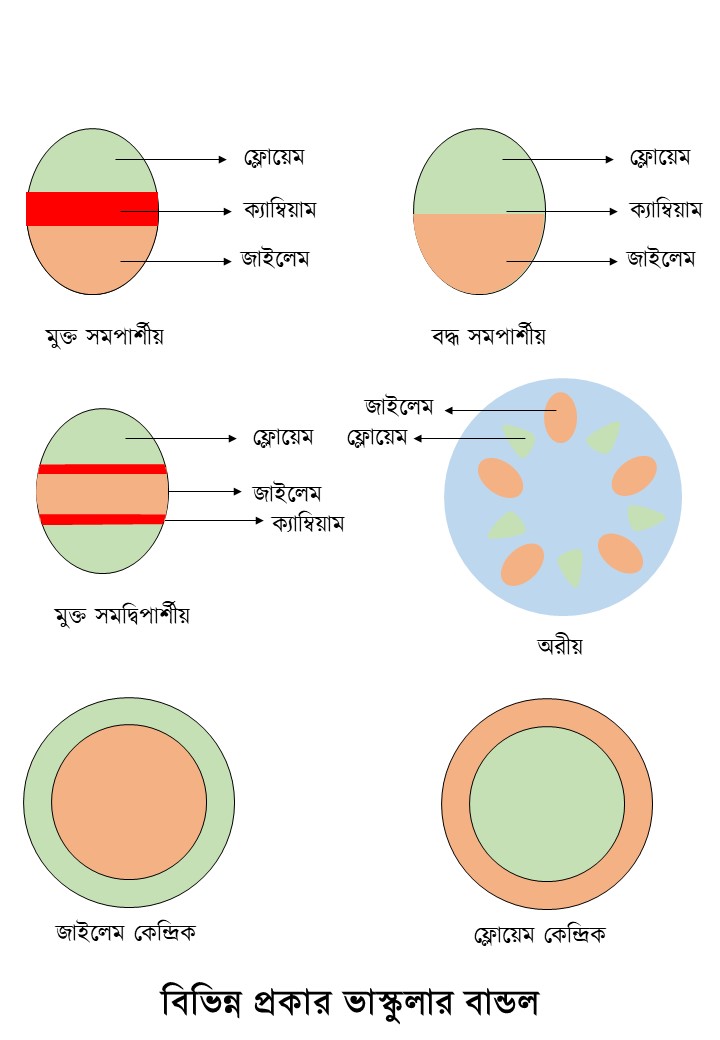 ফ্লোয়েম
ক্যাম্বিয়াম
জাইলেম
মুক্ত সমপার্শীয়
ফ্লোয়েম
ক্যাম্বিয়াম
জাইলেম
বদ্ধ সমপার্শীয়
ফ্লোয়েম
জাইলেম
ক্যাম্বিয়াম
মুক্ত সমদ্বিপার্শীয়
জাইলেম
ফ্লোয়েম
অরীয়
জাইলেম কেন্দ্রিক
ফ্লোয়েম কেন্দ্রিক
বিভিন্ন প্রকার ভাস্কুলার বান্ডল